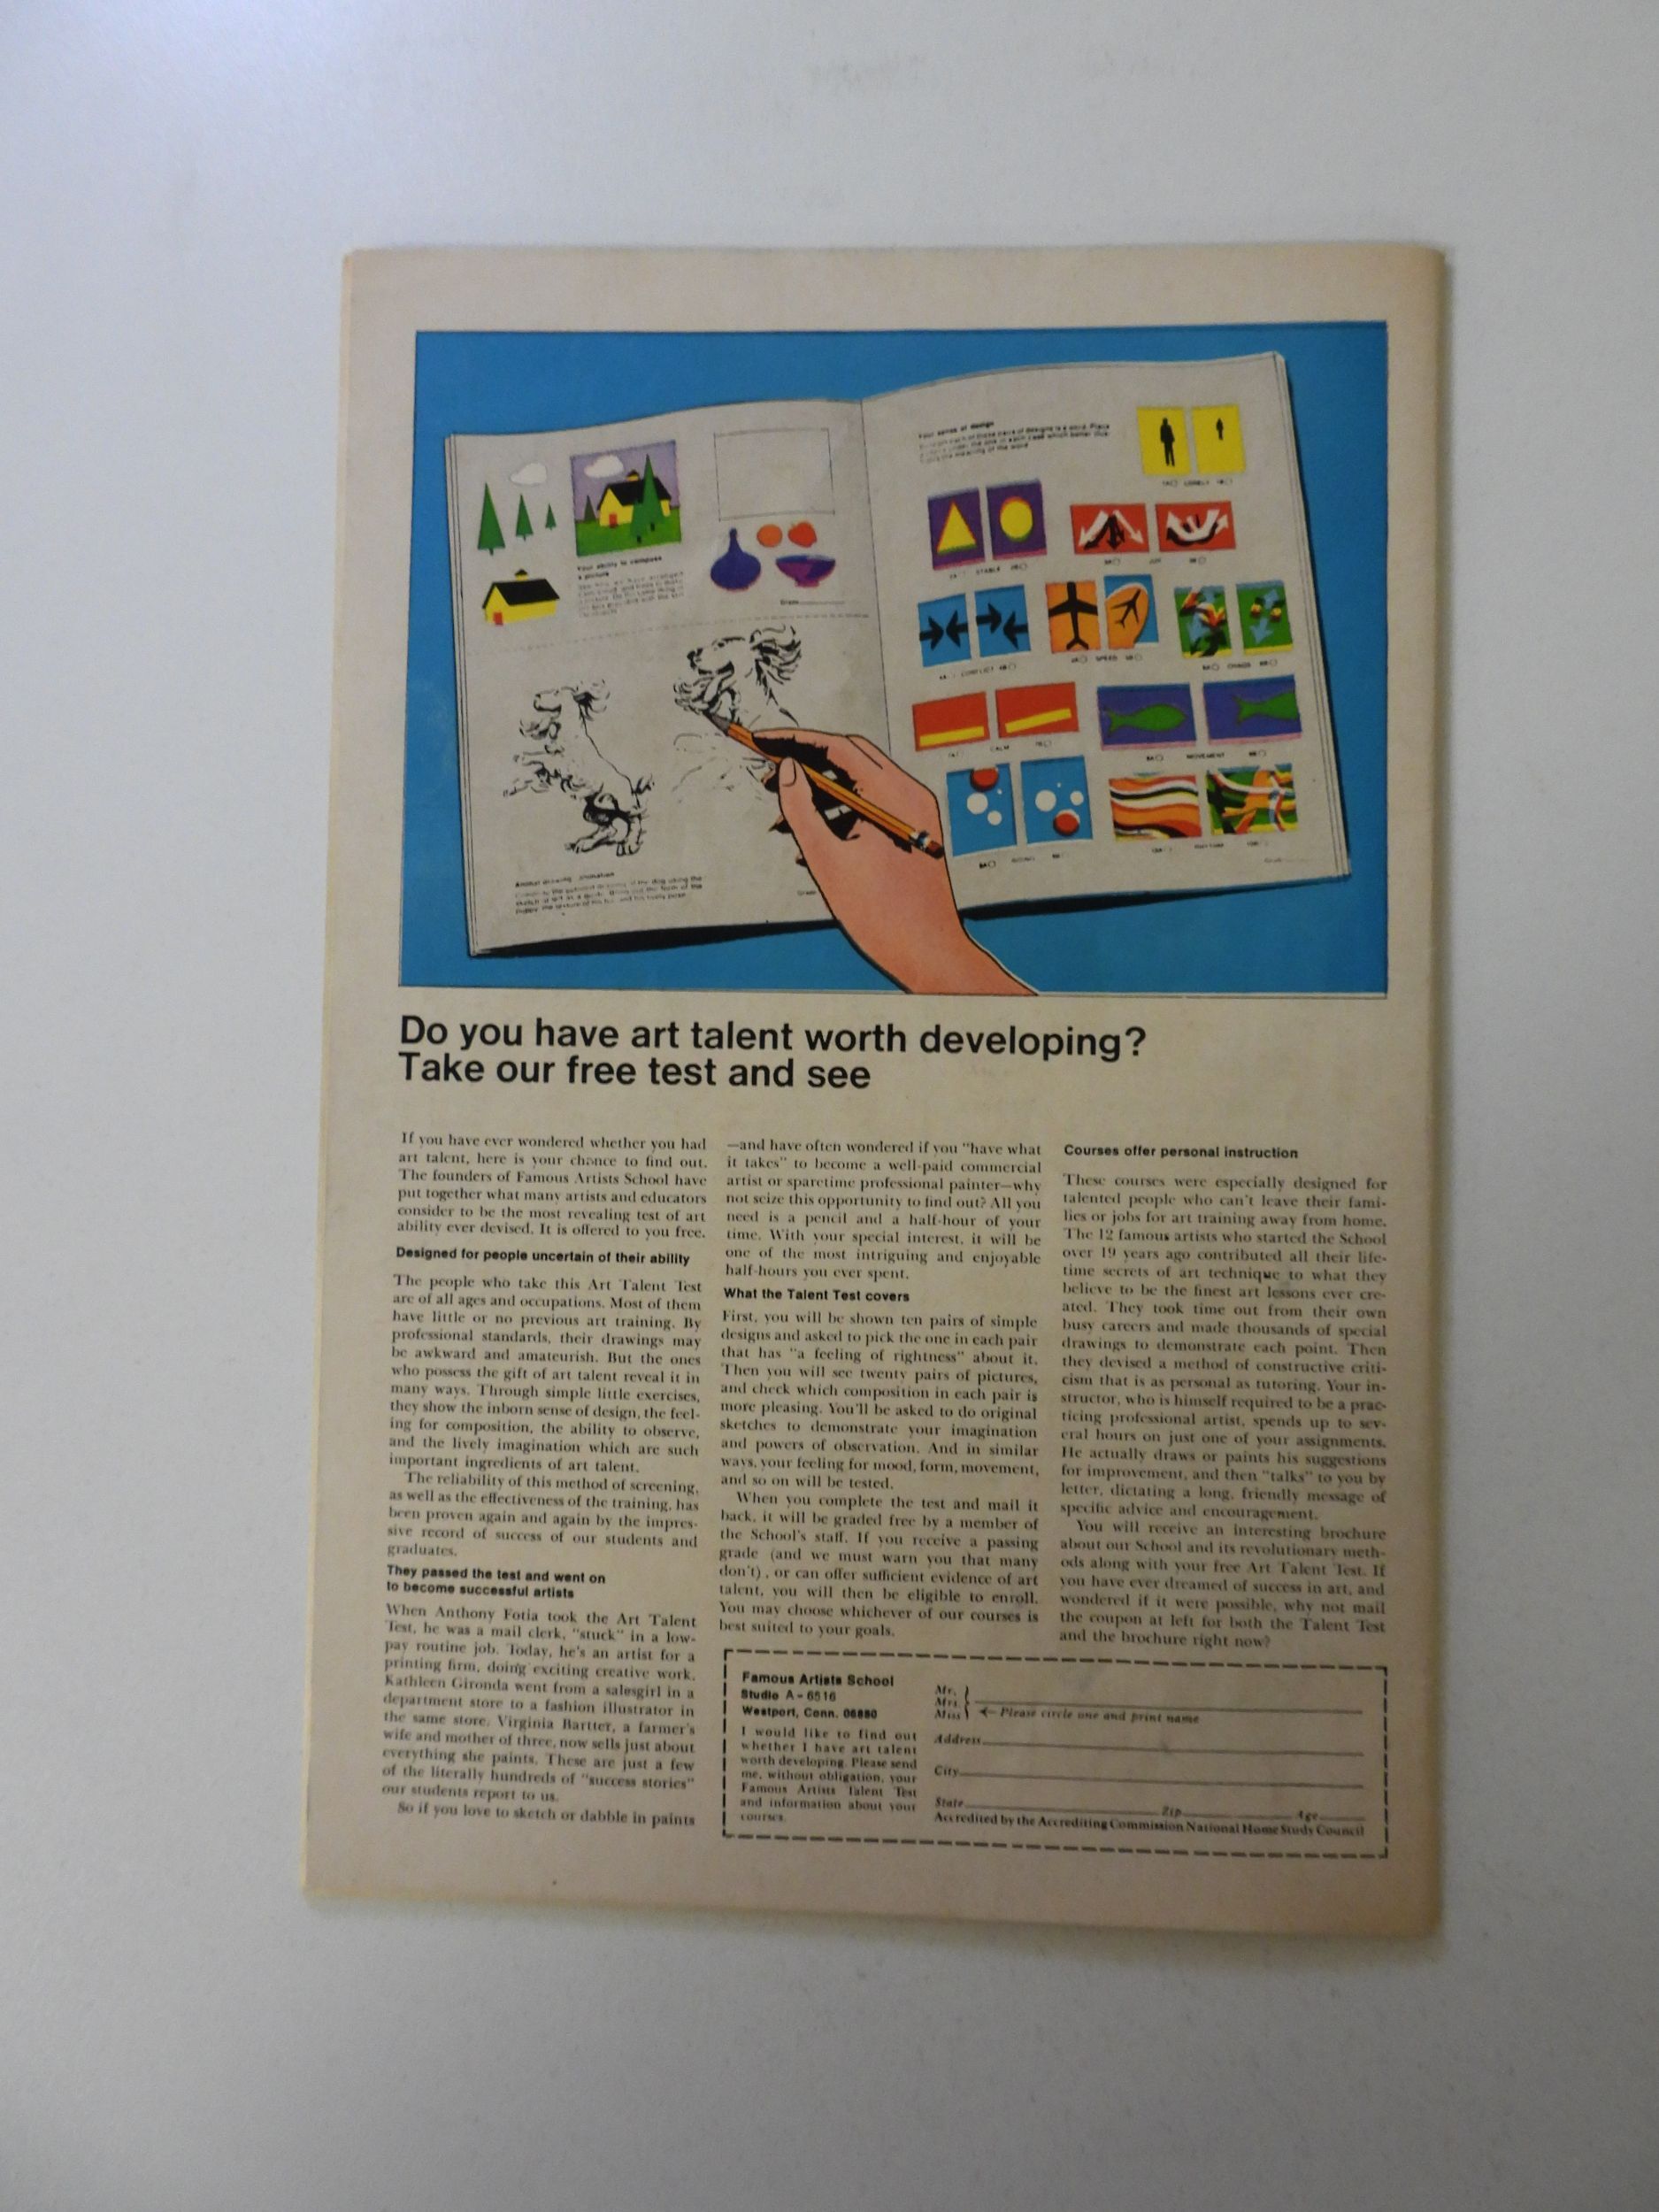 Your ability to compose
a picture
Your sense of design
LONELY
STABLE
JOY
CONFLICT
SPEED
CHAOS
CALM
MOVEMENT
Do you have art talent worth developing?
Take our free test and see
If you have ever wondered whether you had
art talent, here is your chance to find out.
The founders of Famous Artists School have
put together what many artists and educators
consider to be the most revealing test of art
ability ever devised. It is offered to you free.
Designed for people uncertain of their ability
The people who take this Art Talent Test
are of all ages and occupations. Most of them
have little or no previous art training. By
professional standards, their drawings may
be awkward and amateurish. But the ones
who possess the gift of art talent reveal it in
many ways. Through simple little exercises,
they show the inborn sense of design, the feel-
ing for composition, the ability to observe,
and the lively imagination which are such
important ingredients of art talent.
The reliability of this method of screening,
as well as the effectiveness of the training, has
been proven again and again by the impres-
sive record of success of our students and
graduates.
They passed the test and went on
to become successful artists
When Anthony Fotia took the Art Talent
Test, he was a mail clerk, "stuck" in a low-
pay routine job. Today, he's an artist for a
printing firm, doing exciting creative work.
Kathleen Gironda went from a salesgirl in a
department store to a fashion illustrator in
the same store. Virginia Bartter, a farmer's
wife and mother of three, now sells just about
everything she paints. These are just a few
of the literally hundreds of "success stories"
our students report to us.
So if you love to sketch or dabble in paints
—and have often wondered if you "have what
it takes" to become a well-paid commercial
artist or sparetime professional painter—why
not seize this opportunity to find out? All you
need is a pencil and a half-hour of your
time. With your special interest, it will be
one of the most intriguing and enjoyable
half-hours you ever spent.
What the Talent Test covers
First, you will be shown ten pairs of simple
designs and asked to pick the one in each pair
that has "a feeling of rightness" about it.
Then you will see twenty pairs of pictures,
and check which composition in each pair is
more pleasing. You'll be asked to do original
sketches to demonstrate your imagination
and powers of observation. And in similar
ways, your feeling for mood, form, movement,
and so on will be tested.
When you complete the test and mail it
back, it will be graded free by a member of
the School's staff. If you receive a passing
grade (and we must warn you that many
don't), or can offer sufficient evidence of art
talent, you will then be eligible to enroll.
You may choose whichever of our courses is
best suited to your goals.
Courses offer personal instruction
These courses were especially designed for
talented people who can't leave their fami-
lies or jobs for art training away from home.
The 12 famous artists who started the School
over 19 years ago contributed all their life-
time secrets of art technique to what they
believe to be the finest art lessons ever cre-
ated. They took time out from their own
busy careers and made thousands of special
drawings to demonstrate each point. Then
they devised a method of constructive criti-
cism that is as personal as tutoring. Your in-
structor, who is himself required to be a prac-
ticing professional artist, spends up to sev-
eral hours on just one of your assignments.
He actually draws or paints his suggestions
for improvement, and then "talks" to you by
letter, dictating a long, friendly message of
specific advice and encouragement.
You will receive an interesting brochure
about our School and its revolutionary meth-
ods along with your free Art Talent Test. If
you have ever dreamed of success in art, and
wondered if it were possible, why not mail
the coupon at left for both the Talent Test
and the brochure right now?
Famous Artists School
Studio A-6516
Westport, Conn. 06880
I would like to find out
whether I have art talent
worth developing. Please send
me, without obligation, your
Famous Artists Talent Test
and information about your
courses.
Mr.
Mrs.
Miss
Please circle one and print name
Address
City
State Zip Age
Accredited by the Accrediting Commission National Home Study Council